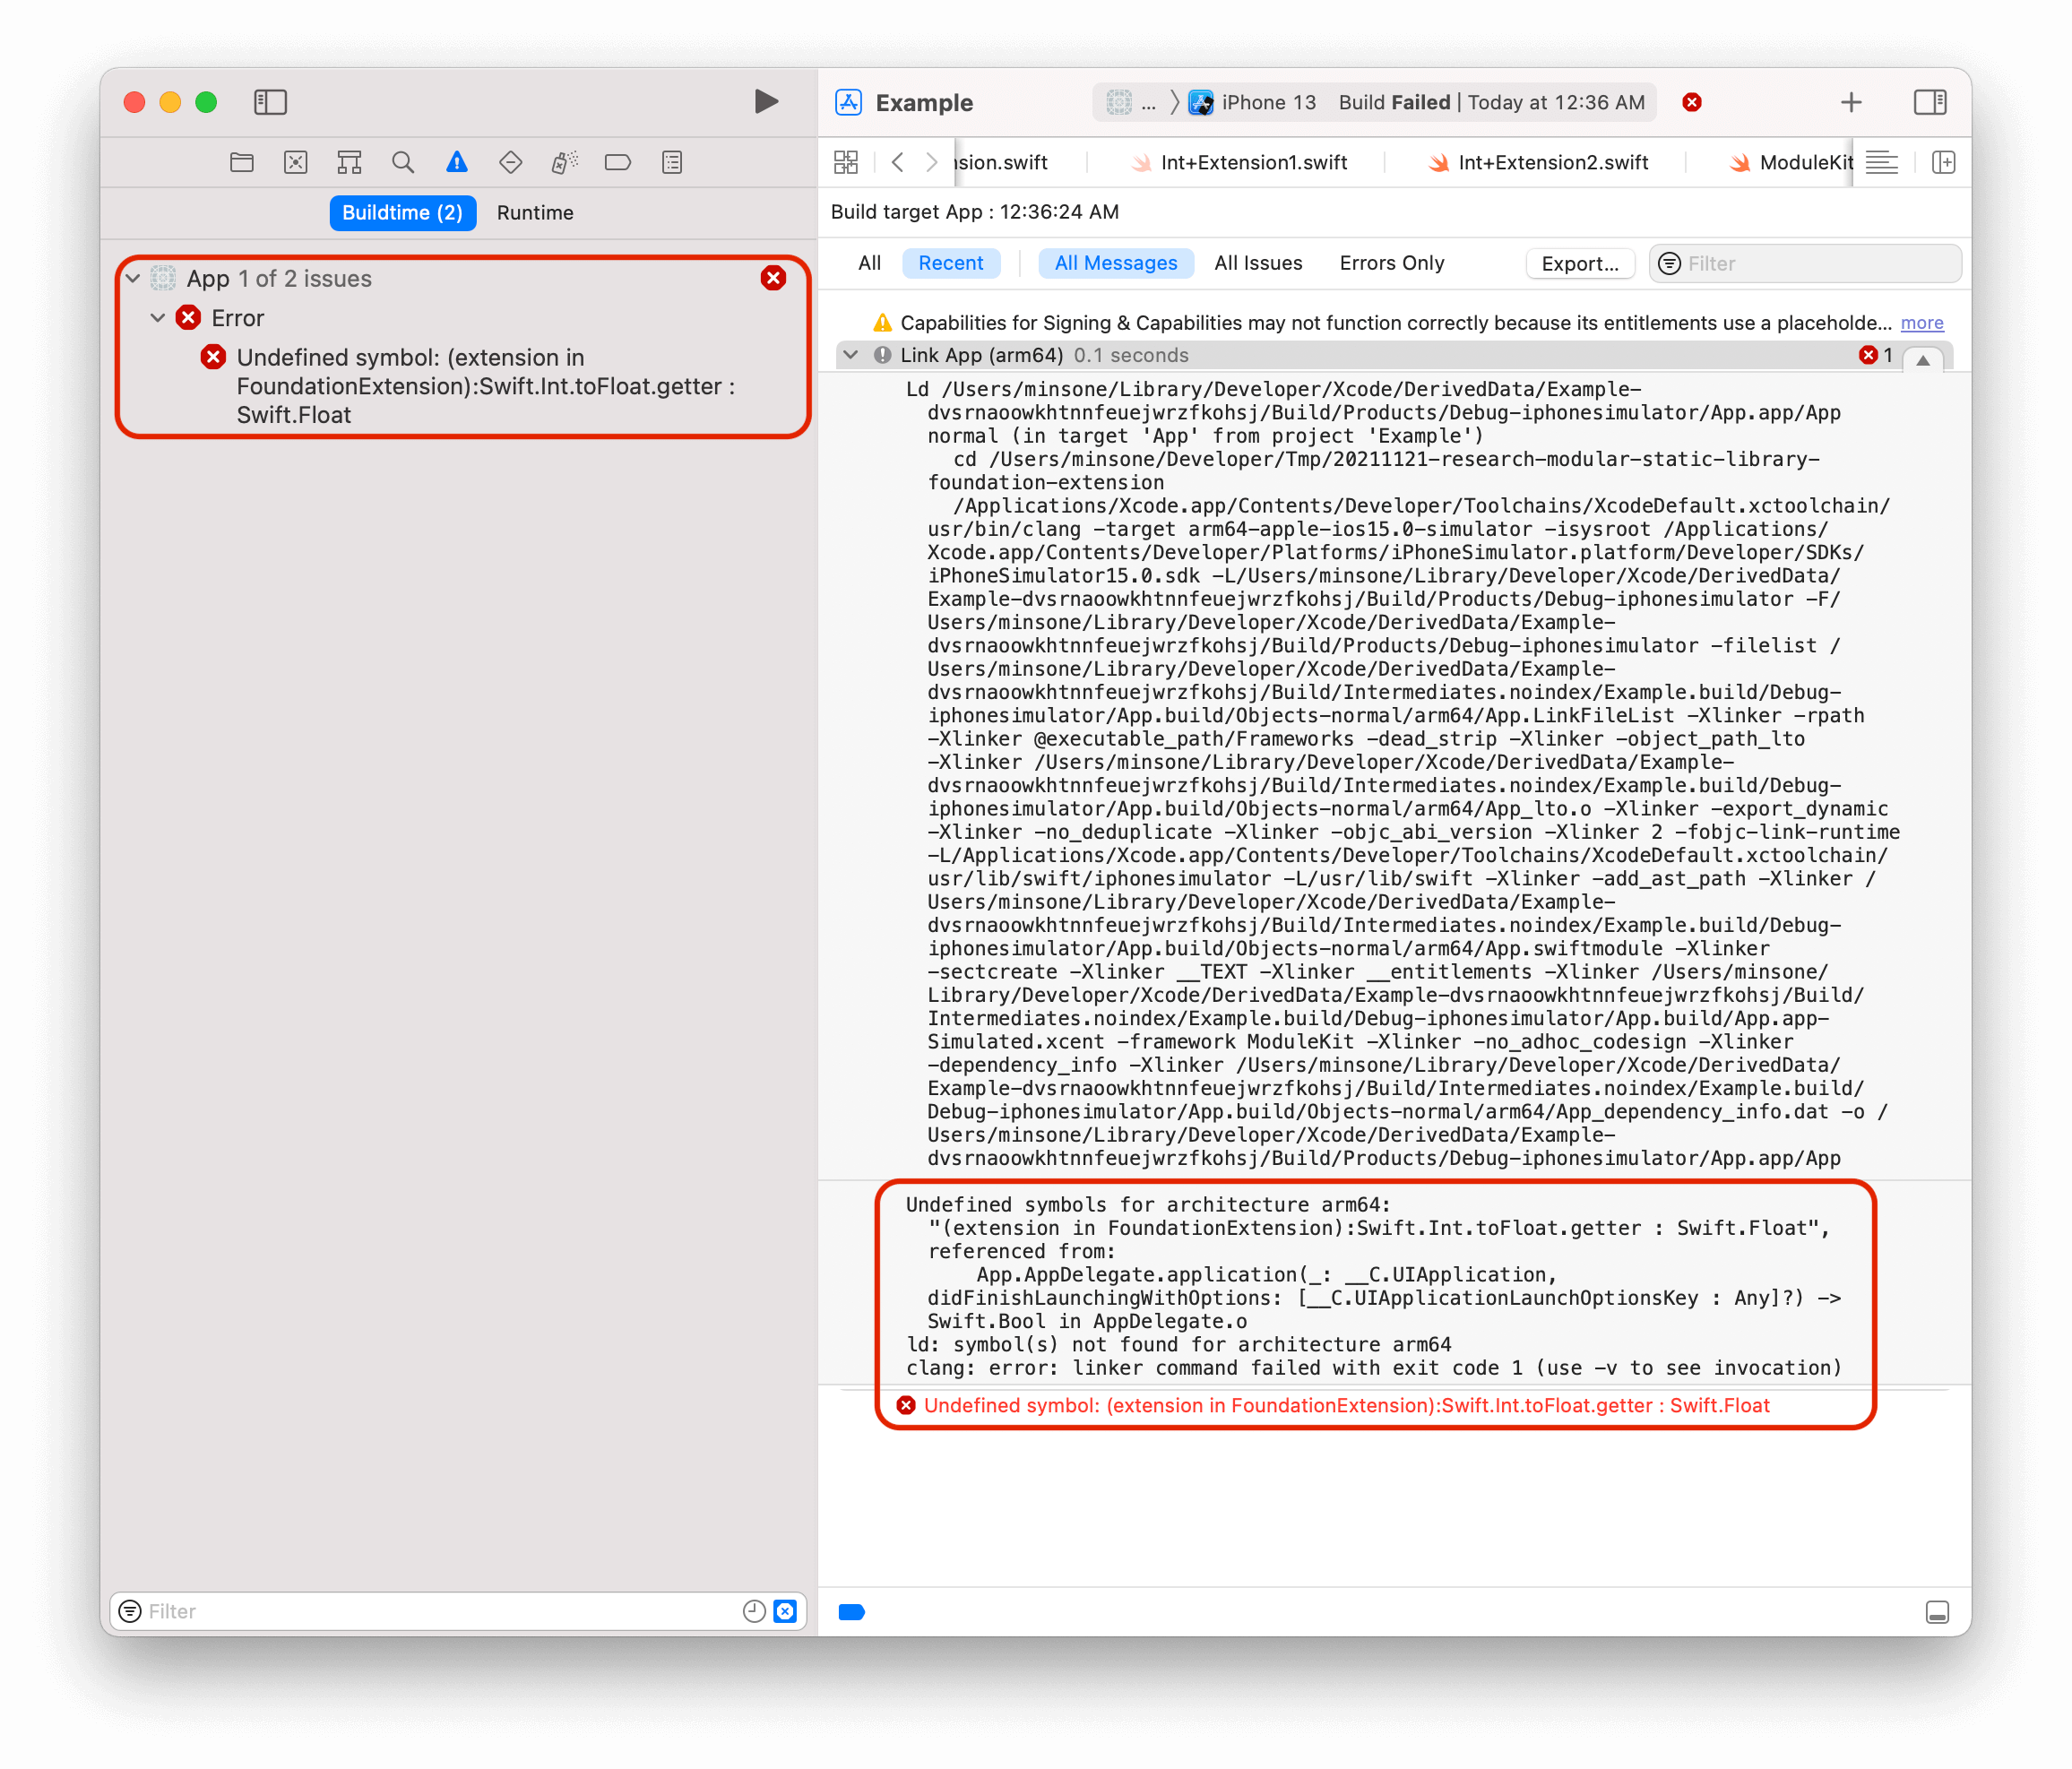 Example
... iPhone 13 Build Failed | Today at 12:36 AM
sion.swift Int+Extension1.swift Int+Extension2.swift ModuleKit
Buildtime (2) Runtime
Build target App : 12:36:24 AM
All Recent All Messages All Issues Errors Only Export... Filter
App 1 of 2 issues
Error
Undefined symbol: (extension in
FoundationExtension):Swift.Int.toFloat.getter :
Swift.Float
Capabilities for Signing & Capabilities may not function correctly because its entitlements use a placeholde... more
Link App (arm64) 0.1 seconds 1
Ld /Users/minsone/Library/Developer/Xcode/DerivedData/Example-
dvsrnaoowkhtnnfeuejwrzfkohsj/Build/Products/Debug-iphonesimulator/App.app/App
normal (in target 'App' from project 'Example')
cd /Users/minsone/Developer/Tmp/20211121-research-modular-static-library-
foundation-extension
/Applications/Xcode.app/Contents/Developer/Toolchains/XcodeDefault.xctoolchain/
usr/bin/clang -target arm64-apple-ios15.0-simulator -isysroot /Applications/
Xcode.app/Contents/Developer/Platforms/iPhoneSimulator.platform/Developer/SDKs/
iPhoneSimulator15.0.sdk -L/Users/minsone/Library/Developer/Xcode/DerivedData/
Example-dvsrnaoowkhtnnfeuejwrzfkohsj/Build/Products/Debug-iphonesimulator -F/
Users/minsone/Library/Developer/Xcode/DerivedData/Example-
dvsrnaoowkhtnnfeuejwrzfkohsj/Build/Products/Debug-iphonesimulator -filelist /
Users/minsone/Library/Developer/Xcode/DerivedData/Example-
dvsrnaoowkhtnnfeuejwrzfkohsj/Build/Intermediates.noindex/Example.build/Debug-
iphonesimulator/App.build/Objects-normal/arm64/App.LinkFileList -Xlinker -rpath
-Xlinker @executable_path/Frameworks -dead_strip -Xlinker -object_path_lto
-Xlinker /Users/minsone/Library/Developer/Xcode/DerivedData/Example-
dvsrnaoowkhtnnfeuejwrzfkohsj/Build/Intermediates.noindex/Example.build/Debug-
iphonesimulator/App.build/Objects-normal/arm64/App_lto.o -Xlinker -export_dynamic
-Xlinker -no_deduplicate -Xlinker -objc_abi_version -Xlinker 2 -fobjc-link-runtime
-L/Applications/Xcode.app/Contents/Developer/Toolchains/XcodeDefault.xctoolchain/
usr/lib/swift/iphonesimulator -L/usr/lib/swift -Xlinker -add_ast_path -Xlinker /
Users/minsone/Library/Developer/Xcode/DerivedData/Example-
dvsrnaoowkhtnnfeuejwrzfkohsj/Build/Intermediates.noindex/Example.build/Debug-
iphonesimulator/App.build/Objects-normal/arm64/App.swiftmodule -Xlinker
-sectcreate -Xlinker __TEXT -Xlinker __entitlements -Xlinker /Users/minsone/
Library/Developer/Xcode/DerivedData/Example-dvsrnaoowkhtnnfeuejwrzfkohsj/Build/
Intermediates.noindex/Example.build/Debug-iphonesimulator/App.build/App.app-
Simulated.xcent -framework ModuleKit -Xlinker -no_adhoc_codesign -Xlinker
-dependency_info -Xlinker /Users/minsone/Library/Developer/Xcode/DerivedData/
Example-dvsrnaoowkhtnnfeuejwrzfkohsj/Build/Intermediates.noindex/Example.build/
Debug-iphonesimulator/App.build/Objects-normal/arm64/App_dependency_info.dat -o /
Users/minsone/Library/Developer/Xcode/DerivedData/Example-
dvsrnaoowkhtnnfeuejwrzfkohsj/Build/Products/Debug-iphonesimulator/App.app/App
Undefined symbols for architecture arm64:
"(extension in FoundationExtension):Swift.Int.toFloat.getter : Swift.Float",
referenced from:
App.AppDelegate.application(_: __C.UIApplication,
didFinishLaunchingWithOptions: [__C.UIApplicationLaunchOptionsKey : Any]?) ->
Swift.Bool in AppDelegate.o
ld: symbol(s) not found for architecture arm64
clang: error: linker command failed with exit code 1 (use -v to see invocation)
Undefined symbol: (extension in FoundationExtension):Swift.Int.toFloat.getter : Swift.Float
Filter